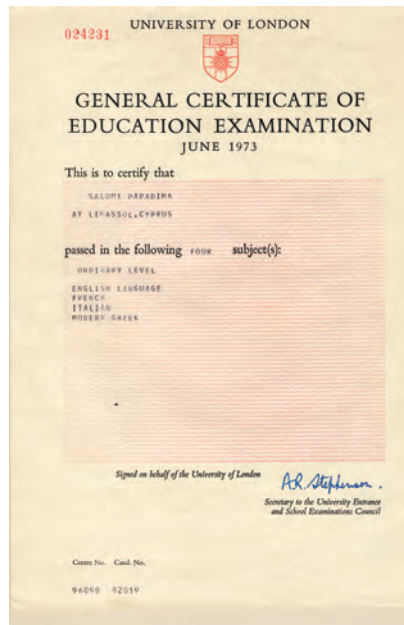 UNIVERSITY OF LONDON
024231
GENERAL CERTIFICATE OF
EDUCATION EXAMINATION
JUNE 1973
This is to certify that
SALOMI PAPADIMA
AT LIMASSOL,CYPRUS
passed in the following FOUR subject(s):
ORDINARY LEVEL
ENGLISH LANGUAGE
FRENCH
ITALIAN
MODERN GREEK
Signed on behalf of the University of London
A.R. Stephenson.
Secretary to the University Entrance
and School Examinations Council
Centre No. Cand. No.
96090 02019